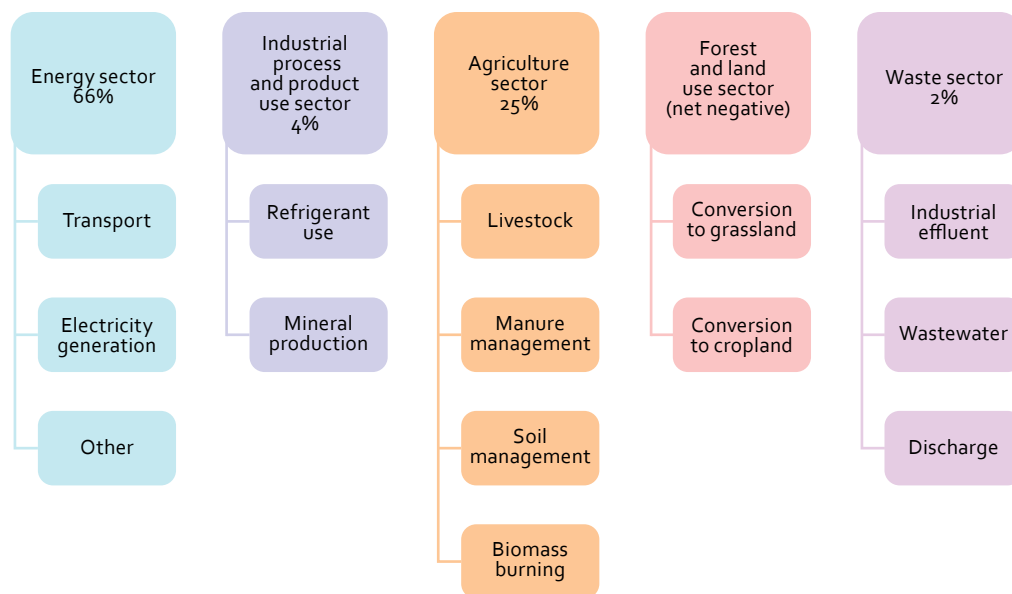 Energy sector
66%
Transport
Electricity
generation
Other
Industrial
process
and product
use sector
4%
Refrigerant
use
Mineral
production
Agriculture
sector
25%
Livestock
Manure
management
Soil
management
Biomass
burning
Forest
and land
use sector
(net negative)
Conversion
to grassland
Conversion
to cropland
Waste sector
2%
Industrial
effluent
Wastewater
Discharge